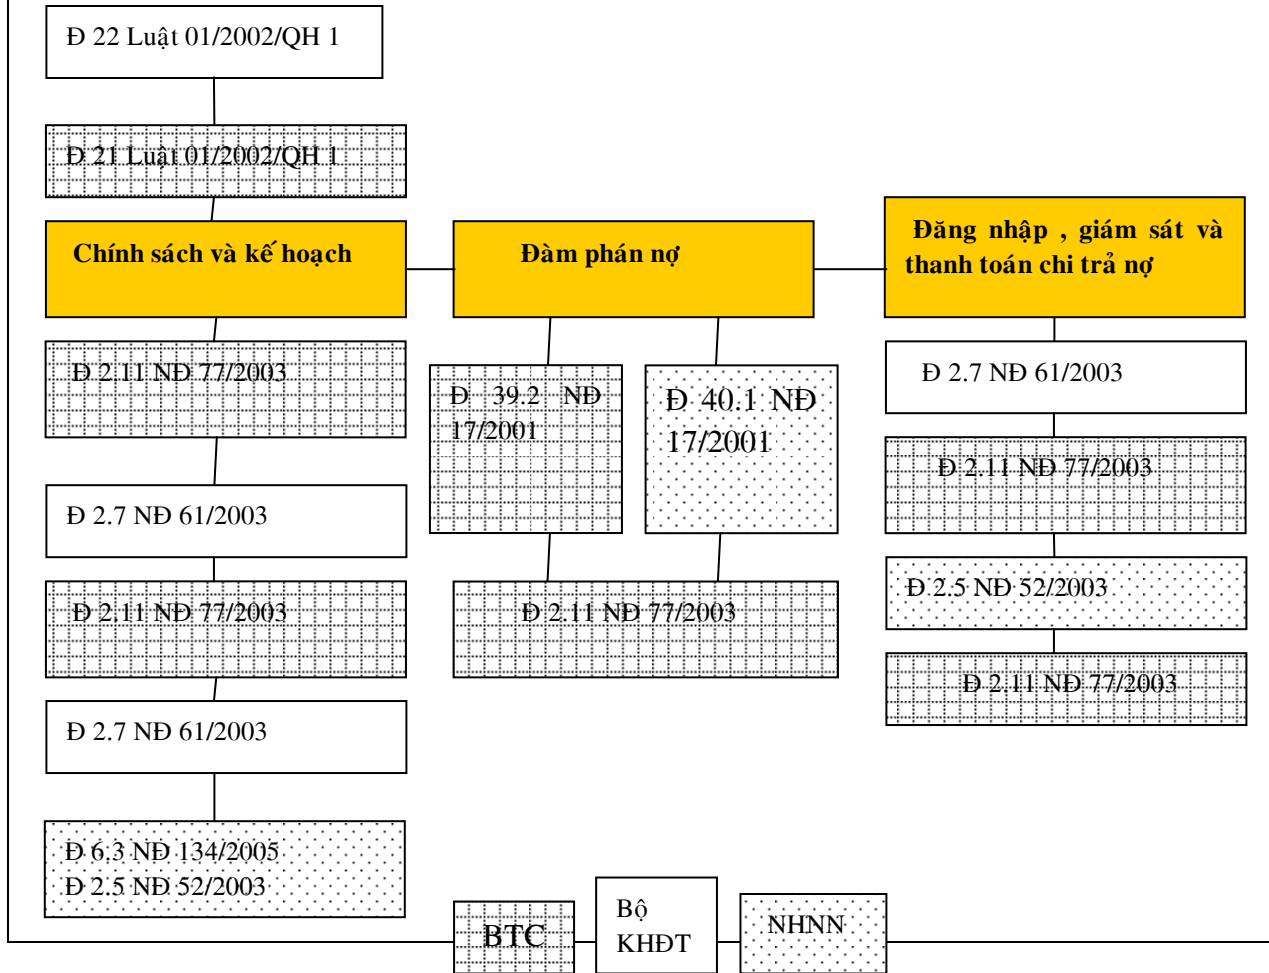 Đ 22 Luật 01/2002/QH 1
Đ 21 Luật 01/2002/QH 1
Chính sách và kế hoạch
Đ 2.11 NĐ 77/2003
Đ 2.7 NĐ 61/2003
Đ 2.11 NĐ 77/2003
Đ 2.7 NĐ 61/2003
Đ 6.3 NĐ 134/2005
Đ 2.5 NĐ 52/2003
Đàm phán nợ
Đ 39.2 NĐ
17/2001
Đ 40.1 NĐ
17/2001
Đ 2.11 NĐ 77/2003
Đăng nhập , giám sát và
thanh toán chi trả nợ
Đ 2.7 NĐ 61/2003
Đ 2.11 NĐ 77/2003
Đ 2.5 NĐ 52/2003
Đ 2.11 NĐ 77/2003
BTC
Bộ
KHĐT
NHNN